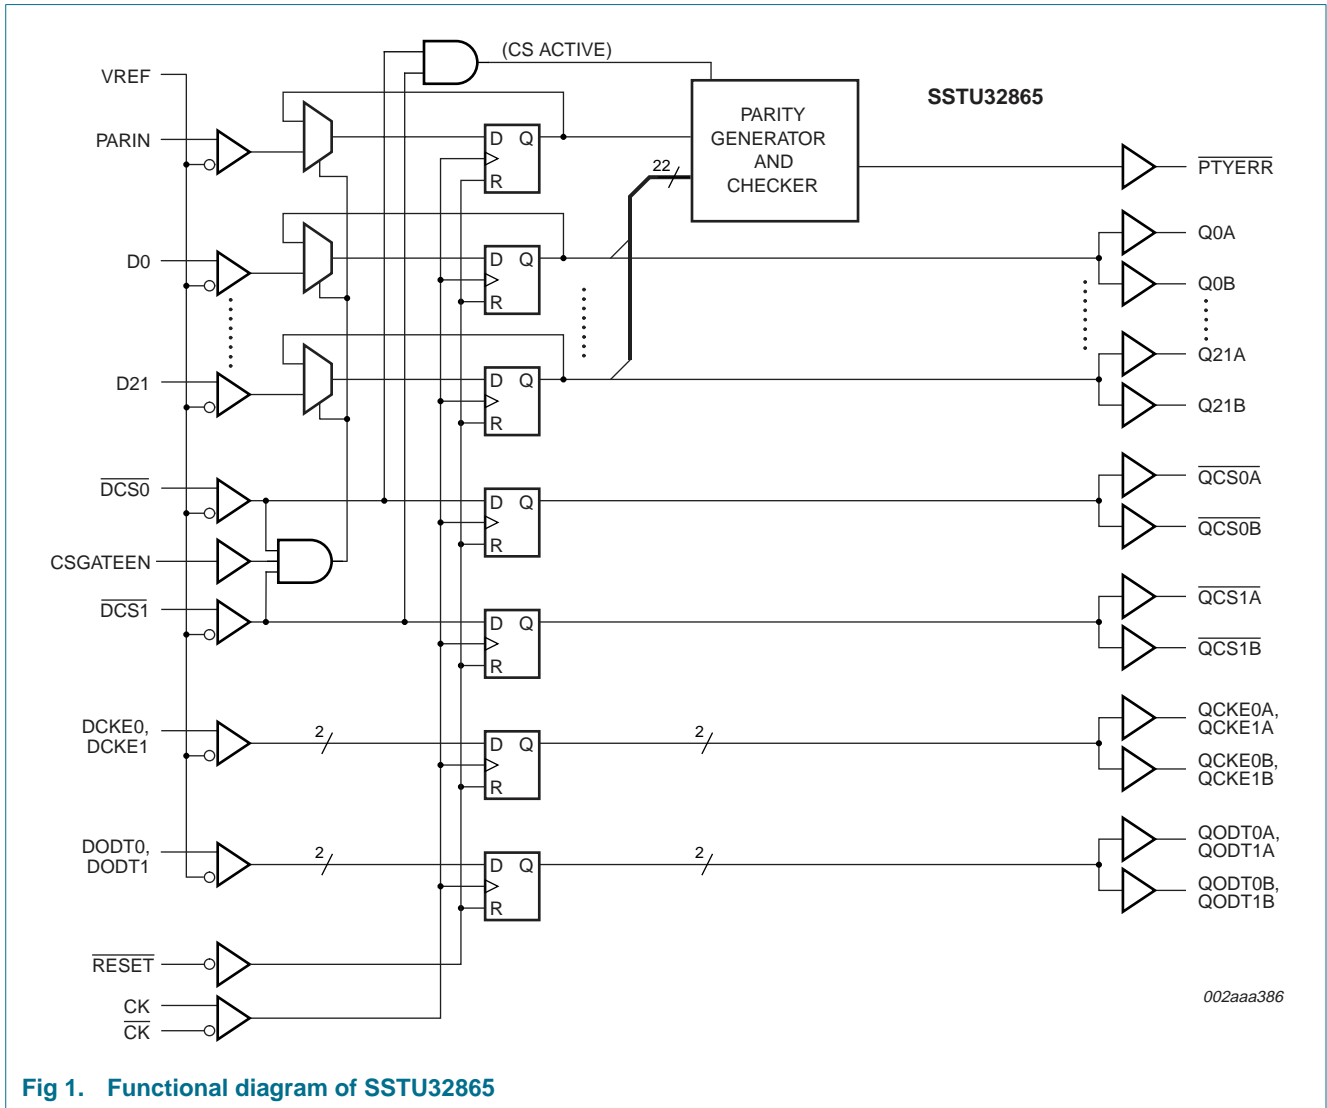 (CS ACTIVE)
VREF
SSTU32865
PARITY
GENERATOR
AND
CHECKER
PARIN
D Q
R
22
PTYERR
D0
D Q
R
Q0A
Q0B
D21
D Q
R
Q21A
Q21B
DCS0
D Q
R
QCS0A
QCS0B
CSGATEEN
DCS1
D Q
R
QCS1A
QCS1B
DCKE0,
DCKE1
2
D Q
R
2
QCKE0A,
QCKE1A
QCKE0B,
QCKE1B
DODT0,
DODT1
2
D Q
R
2
QODT0A,
QODT1A
QODT0B,
QODT1B
RESET
CK
CK
002aaa386
Fig 1. Functional diagram of SSTU32865